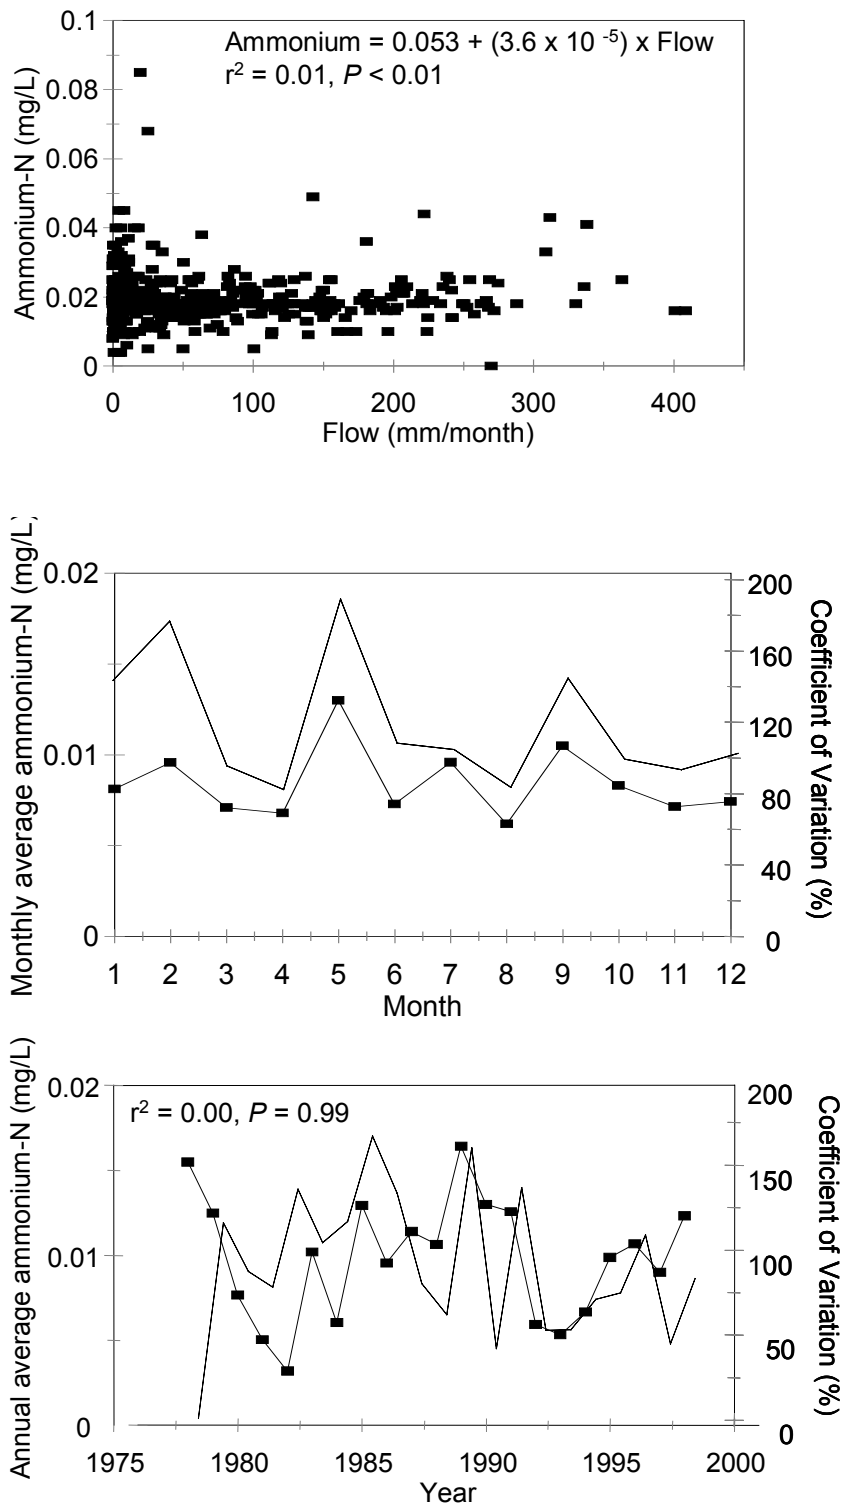 0.1
Ammonium = 0.053 + (3.6 x 10 -5) x Flow
r2 = 0.01, P < 0.01
Ammonium-N (mg/L)
0.08
0.06
0.04
0.02
0
0 100 200 300 400
Flow (mm/month)
Monthly average ammonium-N (mg/L)
0.02
0.01
0
200
160
120
80
40
0
Coefficient of Variation (%)
1 2 3 4 5 6 7 8 9 10 11 12
Month
Annual average ammonium-N (mg/L)
0.02
0.01
0
r2 = 0.00, P = 0.99
200
150
100
50
0
Coefficient of Variation (%)
1975 1980 1985 1990 1995 2000
Year